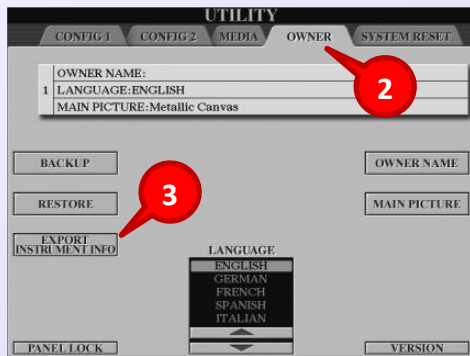 UTILITY
CONFIG 1 CONFIG 2 MEDIA OWNER SYSTEM RESET
2
OWNER NAME:
1 LANGUAGE:ENGLISH
MAIN PICTURE:Metallic Canvas
BACKUP OWNER NAME
3
RESTORE MAIN PICTURE
EXPORT
INSTRUMENT INFO
LANGUAGE
ENGLISH
GERMAN
FRENCH
SPANISH
ITALIAN
PANEL LOCK VERSION